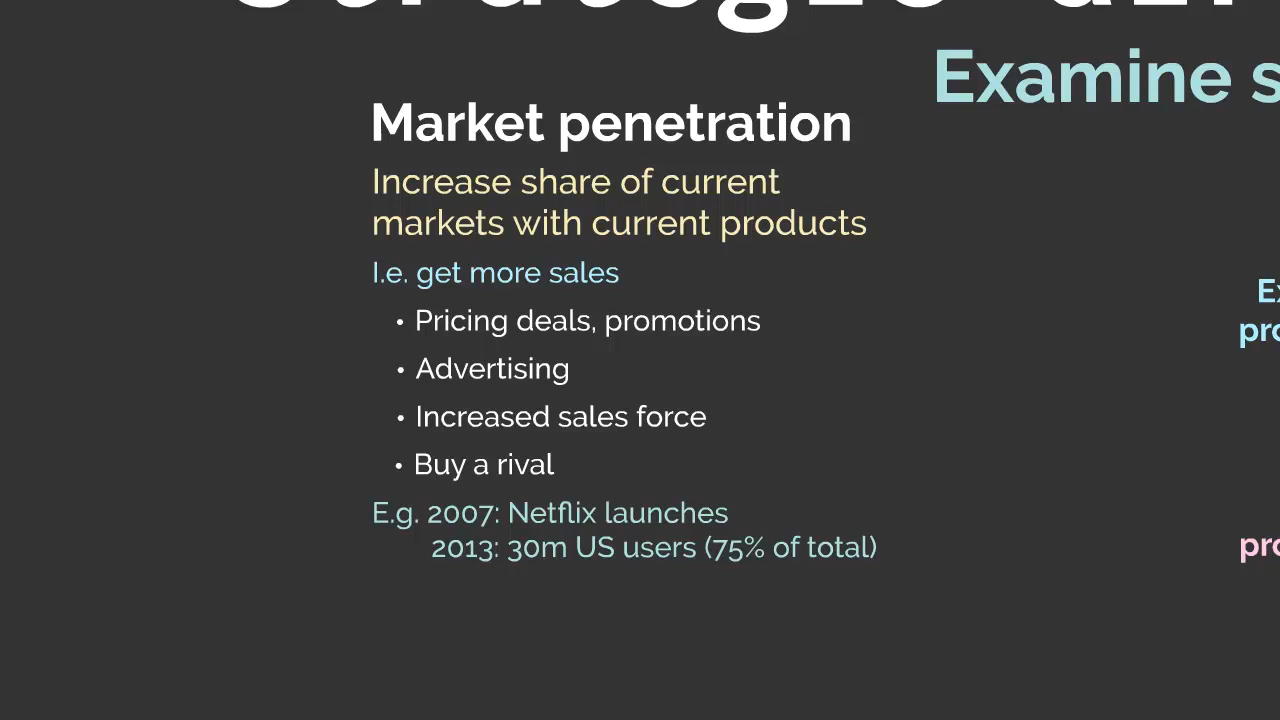 Strategic
Examine
Market penetration
Increase share of current
markets with current products
I.e. get more sales
• Pricing deals, promotions
• Advertising
• Increased sales force
• Buy a rival
E.g. 2007: Netflix launches
2013: 30m US users (75% of total)